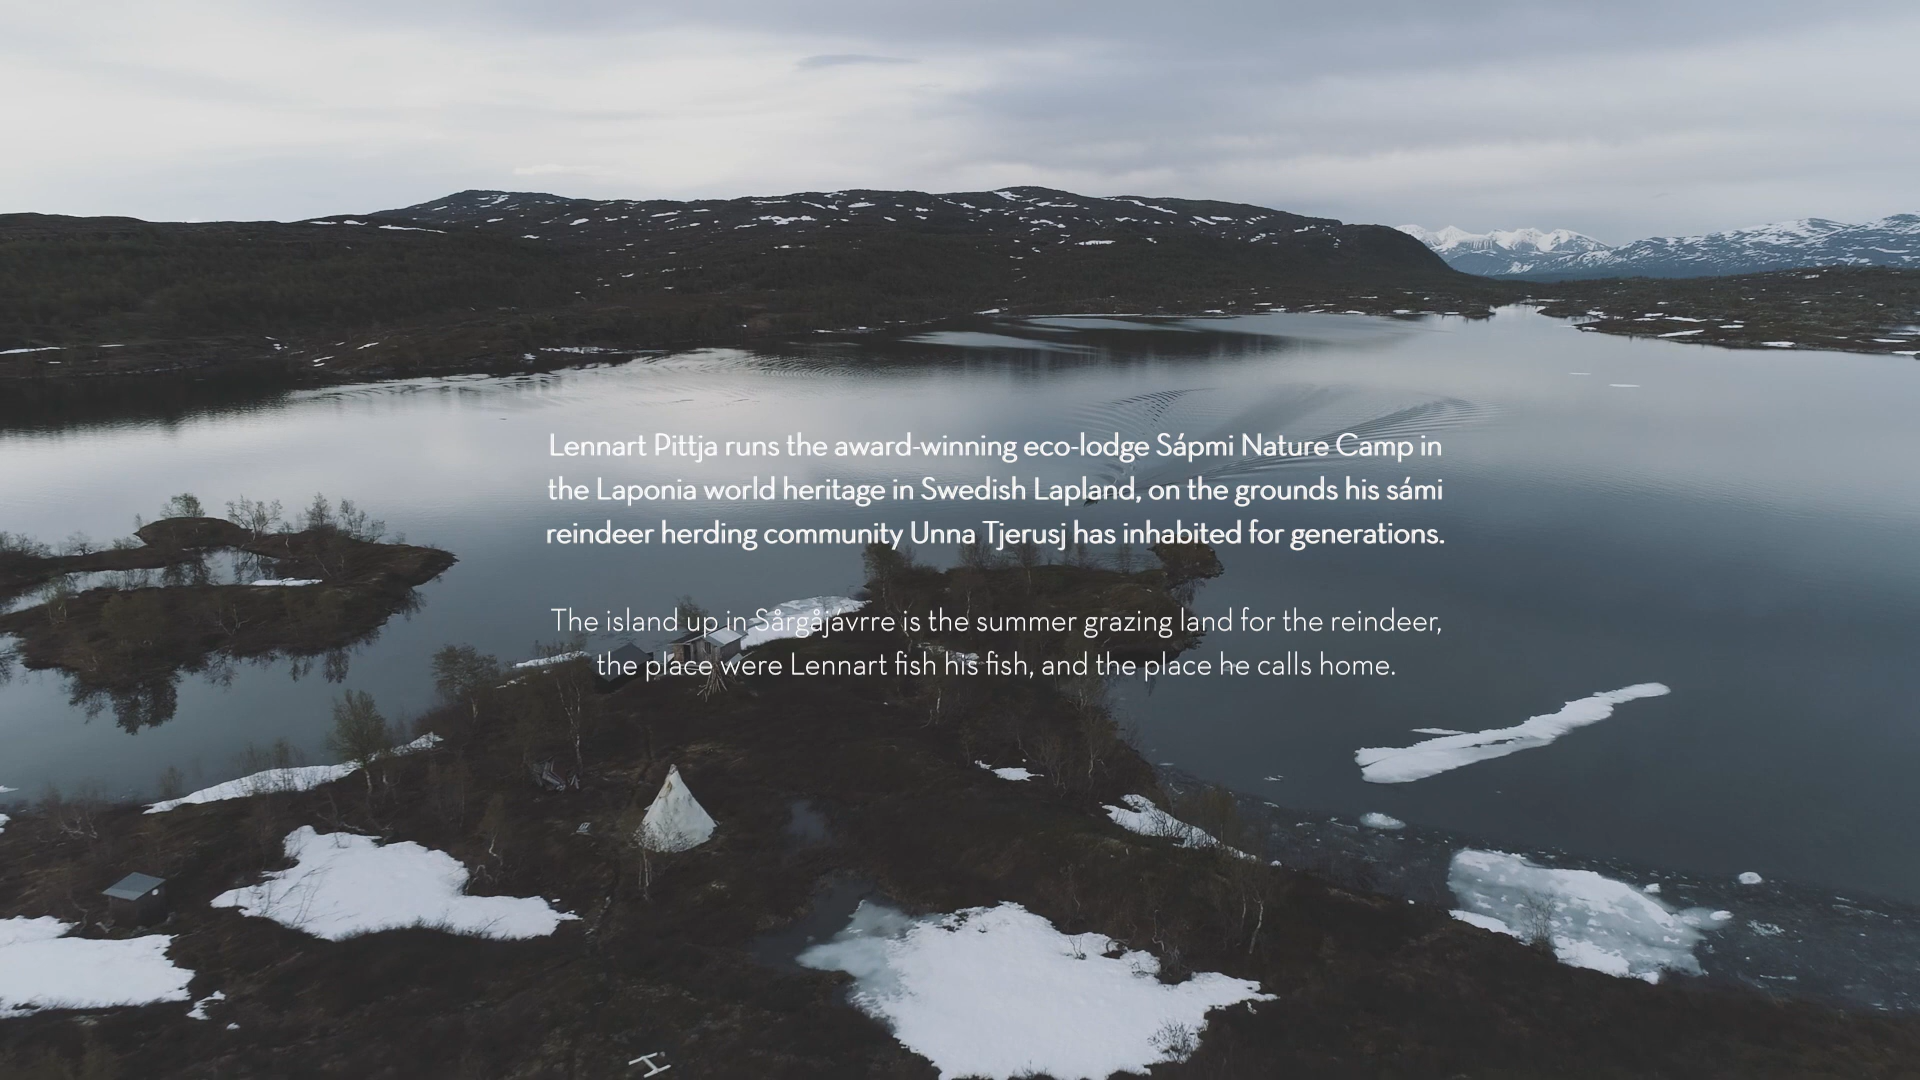 Lennart Pittja runs the award-winning eco-lodge Sápmi Nature Camp in
the Laponia world heritage in Swedish Lapland, on the grounds his sámi
reindeer herding community Unna Tjerusj has inhabited for generations.
The island up in Sårgåjávrre is the summer grazing land for the reindeer,
the place were Lennart fish his fish, and the place he calls home.
H